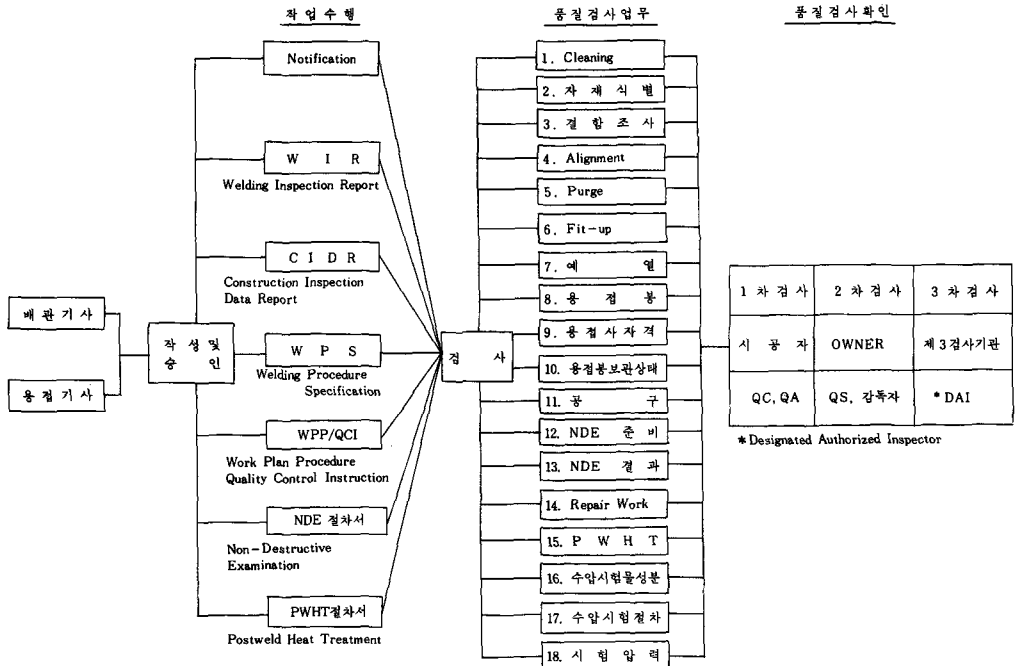 작업수행
품질검사업무
품질검사확인
배관기사
용접기사
작성및
승인
Notification
W I R
Welding Inspection Report
C I D R
Construction Inspection
Data Report
W P S
Welding Procedure
Specification
WPP/QCI
Work Plan Procedure
Quality Control Instruction
NDE 절차서
Non-Destructive
Examination
PWHT절차서
Postweld Heat Treatment
검 사
1. Cleaning
2. 자 재 식 별
3. 결 함 조 사
4. Alignment
5. Purge
6. Fit-up
7. 예 열
8. 용 접 봉
9. 용접사자격
10. 용접봉보관상태
11. 공 구
12. NDE 준비
13. NDE 결과
14. Repair Work
15. P W H T
16. 수압시험물성분
17. 수압시험절차
18. 시 험 압 력
1차검사 2차검사 3차검사
시 공 자 OWNER 제3검사기관
QC, QA QS, 감독자 *DAI
*Designated Authorized Inspector